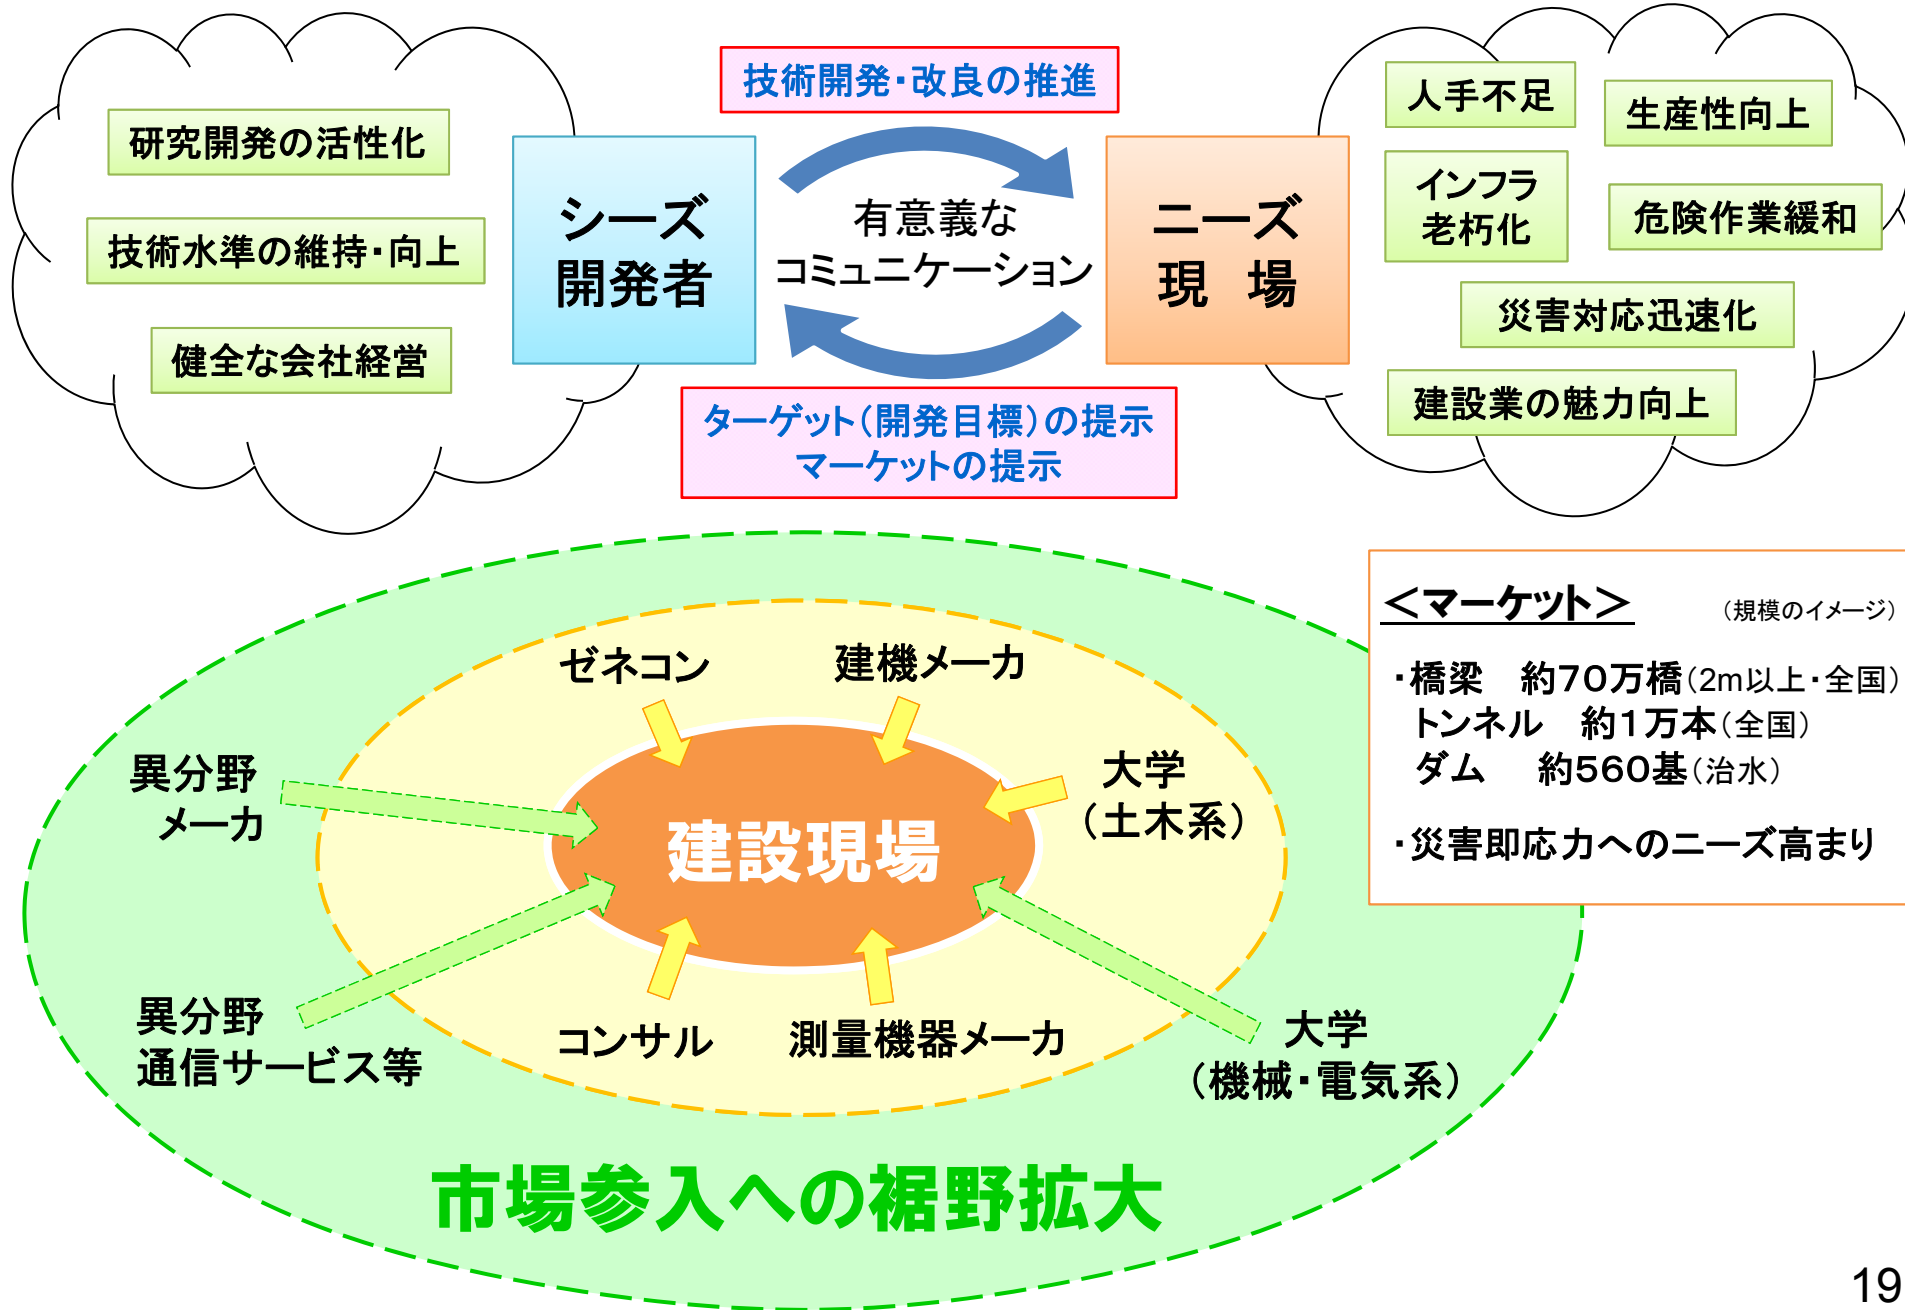 技術開発・改良の推進
研究開発の活性化
技術水準の維持・向上
健全な会社経営
シーズ
開発者
有意義な
コミュニケーション
ニーズ
現　場
人手不足
生産性向上
インフラ
老朽化
危険作業緩和
災害対応迅速化
建設業の魅力向上
ターゲット（開発目標）の提示
マーケットの提示
＜マーケット＞　（規模のイメージ）
・橋梁　約７０万橋（2m以上・全国）
トンネル　約１万本（全国）
ダム　約５６０基（治水）
・災害即応力へのニーズ高まり
ゼネコン
建機メーカ
異分野
メーカ
大学
（土木系）
建設現場
異分野
通信サービス等
コンサル
測量機器メーカ
大学
（機械・電気系）
市場参入への裾野拡大
19